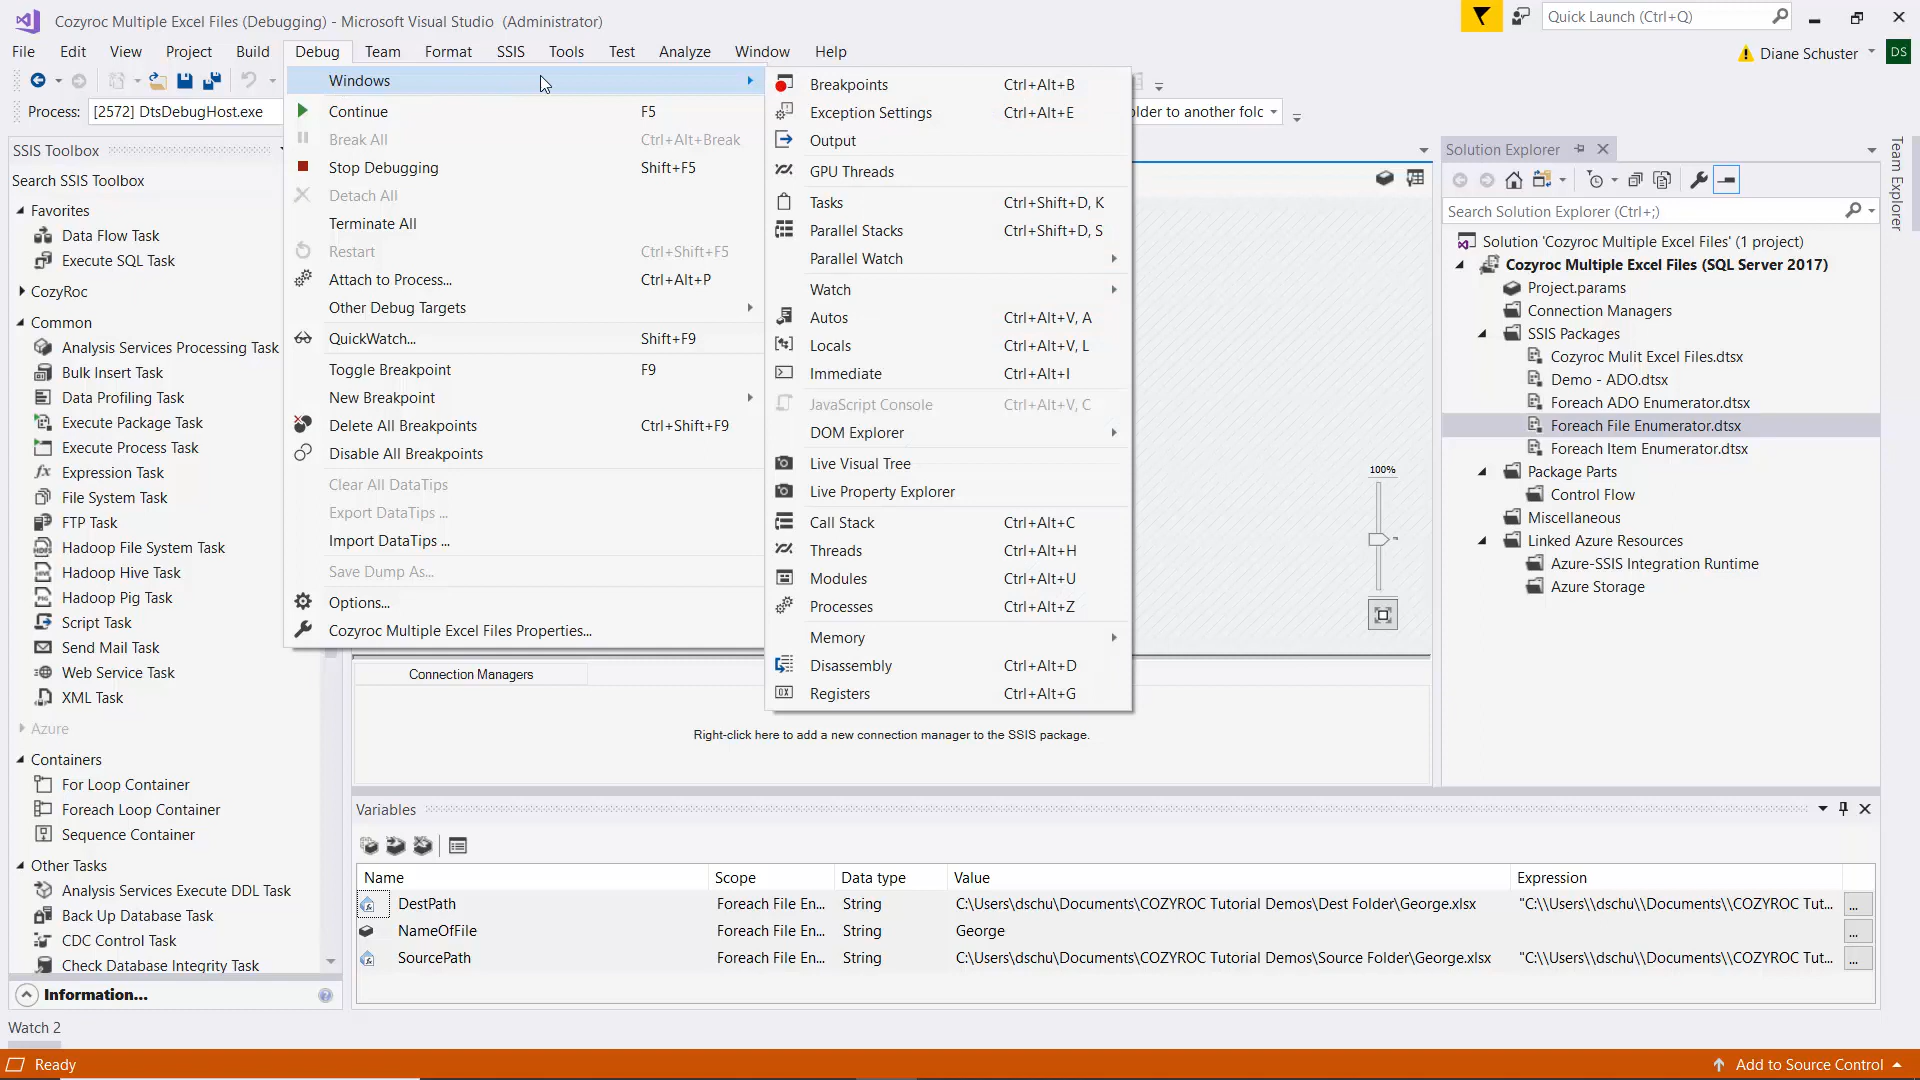 Cozyroc Multiple Excel Files (Debugging) - Microsoft Visual Studio (Administrator)
Quick Launch (Ctrl+Q)
File Edit View Project Build Debug Team Format SSIS Tools Test Analyze Window Help
Diane Schuster
DS
Process: [2572] DtsDebugHost.exe
older to another folc
SSIS Toolbox
Search SSIS Toolbox
Favorites
Data Flow Task
Execute SQL Task
CozyRoc
Common
Analysis Services Processing Task
Bulk Insert Task
Data Profiling Task
Execute Package Task
Execute Process Task
Expression Task
File System Task
FTP Task
Hadoop File System Task
Hadoop Hive Task
Hadoop Pig Task
Script Task
Send Mail Task
Web Service Task
XML Task
Azure
Containers
For Loop Container
Foreach Loop Container
Sequence Container
Other Tasks
Analysis Services Execute DDL Task
Back Up Database Task
CDC Control Task
Check Database Integrity Task
Information...
Watch 2
Windows
Continue F5
Break All Ctrl+Alt+Break
Stop Debugging Shift+F5
Detach All
Terminate All
Restart Ctrl+Shift+F5
Attach to Process... Ctrl+Alt+P
Other Debug Targets
QuickWatch... Shift+F9
Toggle Breakpoint F9
New Breakpoint
Delete All Breakpoints Ctrl+Shift+F9
Disable All Breakpoints
Clear All DataTips
Export DataTips ...
Import DataTips ...
Save Dump As...
Options...
Cozyroc Multiple Excel Files Properties...
Breakpoints Ctrl+Alt+B
Exception Settings Ctrl+Alt+E
Output
GPU Threads
Tasks Ctrl+Shift+D, K
Parallel Stacks Ctrl+Shift+D, S
Parallel Watch
Watch
Autos Ctrl+Alt+V, A
Locals Ctrl+Alt+V, L
Immediate Ctrl+Alt+I
JavaScript Console Ctrl+Alt+V, C
DOM Explorer
Live Visual Tree
Live Property Explorer
Call Stack Ctrl+Alt+C
Threads Ctrl+Alt+H
Modules Ctrl+Alt+U
Processes Ctrl+Alt+Z
Memory
Disassembly Ctrl+Alt+D
Registers Ctrl+Alt+G
100%
Connection Managers
Right-click here to add a new connection manager to the SSIS package.
Solution Explorer
Search Solution Explorer (Ctrl+;)
Solution 'Cozyroc Multiple Excel Files' (1 project)
Cozyroc Multiple Excel Files (SQL Server 2017)
Project.params
Connection Managers
SSIS Packages
Cozyroc Mulit Excel Files.dtsx
Demo - ADO.dtsx
Foreach ADO Enumerator.dtsx
Foreach File Enumerator.dtsx
Foreach Item Enumerator.dtsx
Package Parts
Control Flow
Miscellaneous
Linked Azure Resources
Azure-SSIS Integration Runtime
Azure Storage
Team Explorer
Variables
Name Scope Data type Value Expression
DestPath Foreach File En... String C:\Users\dschu\Documents\COZYROC Tutorial Demos\Dest Folder\George.xlsx "C:\\Users\\dschu\\Documents\\COZYROC Tut... ...
NameOfFile Foreach File En... String George ...
SourcePath Foreach File En... String C:\Users\dschu\Documents\COZYROC Tutorial Demos\Source Folder\George.xlsx "C:\\Users\\dschu\\Documents\\COZYROC Tut... ...
Ready
Add to Source Control